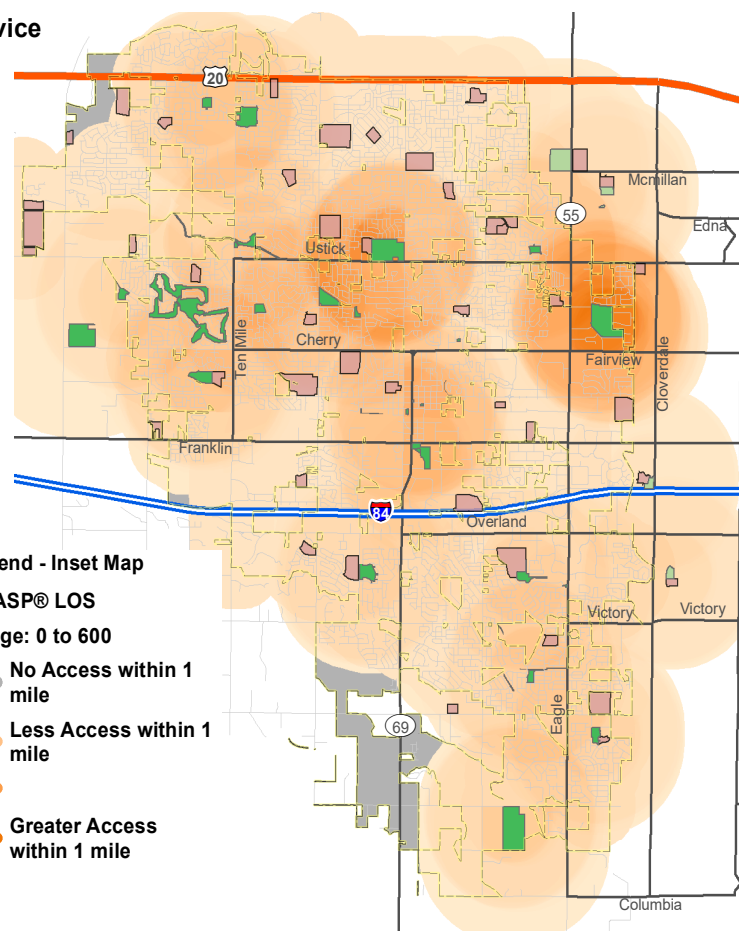 20
Mcmillan
55
Edna
Ustick
Ten Mile
Cherry
Fairview
Cloverdale
Franklin
84
Overland
end - Inset Map
ASP® LOS
ge: 0 to 600
No Access within 1
mile
Less Access within 1
mile
Greater Access
within 1 mile
Victory
Victory
Eagle
69
Columbia
vice